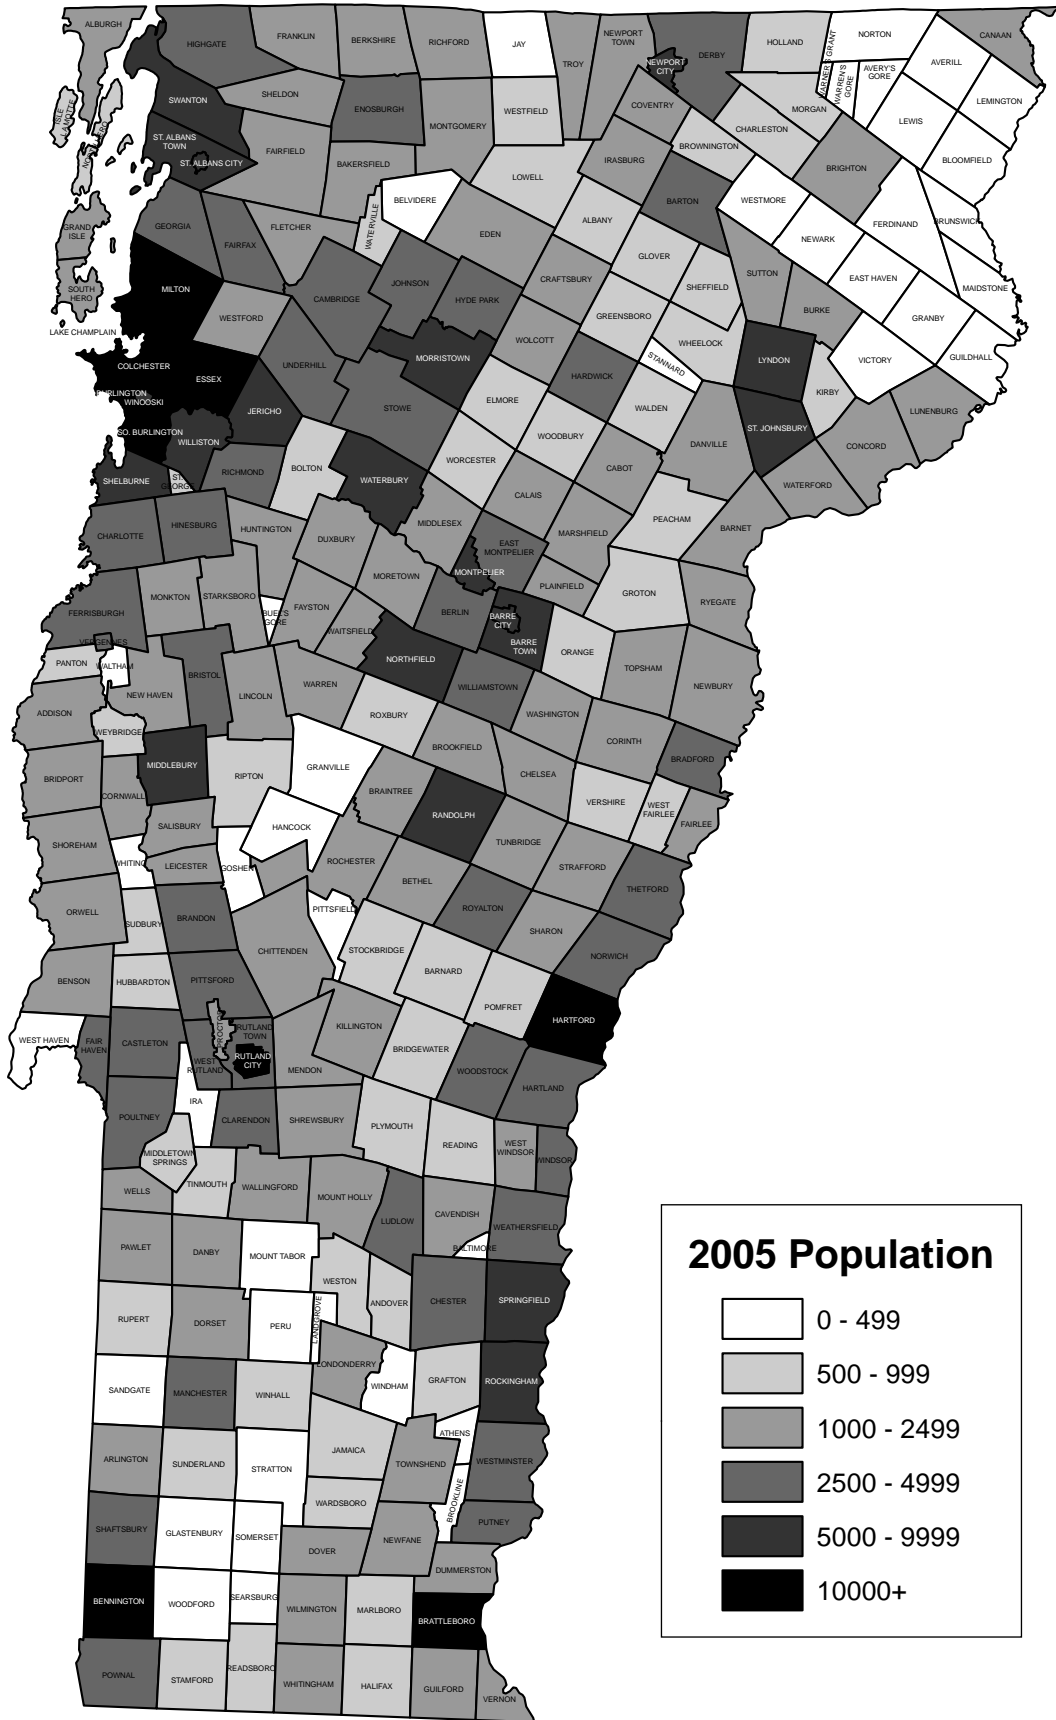 ALBURGH
HIGHGATE
FRANKLIN
BERKSHIRE
RICHFORD
JAY
TROY
NEWPORT
TOWN
NEWPORT
CITY
DERBY
HOLLAND
NORTON
CANAAN
WARNER'S GRANT
WARREN'S
GORE
AVERY'S
GORE
AVERILL
LEMINGTON
LEWIS
BLOOMFIELD
ISLE
LAMOTTE
SWANTON
SHELDON
ENOSBURGH
MONTGOMERY
WESTFIELD
COVENTRY
MORGAN
CHARLESTON
BROWNINGTON
ST. ALBANS
TOWN
ST. ALBANS CITY
FAIRFIELD
BAKERSFIELD
LOWELL
IRASBURG
BARTON
BRIGHTON
WESTMORE
FERDINAND
BRUNSWICK
NEWARK
MAIDSTONE
GRAND
ISLE
GEORGIA
FAIRFAX
FLETCHER
WATERVILLE
BELVIDERE
EDEN
ALBANY
GLOVER
SHEFFIELD
SUTTON
EAST HAVEN
GRANBY
GUILDHALL
SOUTH
HERO
MILTON
WESTFORD
CAMBRIDGE
JOHNSON
HYDE PARK
CRAFTSBURY
GREENSBORO
WHEELOCK
BURKE
VICTORY
LAKE CHAMPLAIN
COLCHESTER
ESSEX
UNDERHILL
MORRISTOWN
WOLCOTT
STANNARD
LYNDON
KIRBY
LUNENBURG
BURLINGTON
WINOOSKI
JERICHO
STOWE
ELMORE
HARDWICK
WALDEN
SO. BURLINGTON
WILLISTON
WOODBURY
DANVILLE
ST. JOHNSBURY
CONCORD
SHELBURNE
ST.
GEORGE
RICHMOND
BOLTON
WATERBURY
WORCESTER
CALAIS
CABOT
WATERFORD
PEACHAM
BARNET
CHARLOTTE
HINESBURG
HUNTINGTON
DUXBURY
MIDDLESEX
EAST
MONTPELIER
MARSHFIELD
MONTPELIER
PLAINFIELD
GROTON
RYEGATE
FERRISBURGH
MONKTON
STARKSBORO
BUEL'S
GORE
FAYSTON
MORETOWN
WAITSFIELD
BERLIN
BARRE
CITY
BARRE
TOWN
ORANGE
TOPSHAM
NEWBURY
VERGENNES
PANTON
WALTHAM
NEW HAVEN
BRISTOL
LINCOLN
WARREN
NORTHFIELD
WILLIAMSTOWN
WASHINGTON
ADDISON
WEYBRIDGE
ROXBURY
BROOKFIELD
CHELSEA
CORINTH
BRADFORD
BRIDPORT
CORNWALL
MIDDLEBURY
RIPTON
GRANVILLE
BRAINTREE
RANDOLPH
VERSHIRE
WEST
FAIRLEE
FAIRLEE
SHOREHAM
WHITING
SALISBURY
LEICESTER
GOSHEN
HANCOCK
ROCHESTER
BETHEL
TUNBRIDGE
STRAFFORD
THETFORD
ORWELL
SUDBURY
BRANDON
CHITTENDEN
PITTSFIELD
STOCKBRIDGE
ROYALTON
SHARON
NORWICH
BENSON
HUBBARDTON
PITTSFORD
BARNARD
POMFRET
HARTFORD
WEST HAVEN
FAIR
HAVEN
CASTLETON
PROCTOR
RUTLAND
TOWN
RUTLAND
CITY
WEST
RUTLAND
MENDON
KILLINGTON
BRIDGEWATER
WOODSTOCK
HARTLAND
POULTNEY
IRA
CLARENDON
SHREWSBURY
PLYMOUTH
READING
WEST
WINDSOR
WINDSOR
MIDDLETOWN
SPRINGS
WELLS
TINMOUTH
WALLINGFORD
MOUNT HOLLY
LUDLOW
CAVENDISH
BALTIMORE
WEATHERSFIELD
PAWLET
DANBY
MOUNT TABOR
WESTON
ANDOVER
CHESTER
SPRINGFIELD
RUPERT
DORSET
PERU
LANDGROVE
LONDONDERRY
WINDHAM
GRAFTON
ROCKINGHAM
SANDGATE
MANCHESTER
WINHALL
ATHENS
ARLINGTON
SUNDERLAND
STRATTON
JAMAICA
TOWNSHEND
WESTMINSTER
WARDSBORO
BROOKLINE
SHAFTSBURY
GLASTENBURY
SOMERSET
DOVER
NEWFANE
PUTNEY
DUMMERSTON
BENNINGTON
WOODFORD
SEARSBURG
WILMINGTON
MARLBORO
BRATTLEBORO
POWNAL
STAMFORD
READSBORO
WHITINGHAM
HALIFAX
GUILFORD
VERNON
2005 Population
0 - 499
500 - 999
1000 - 2499
2500 - 4999
5000 - 9999
10000+